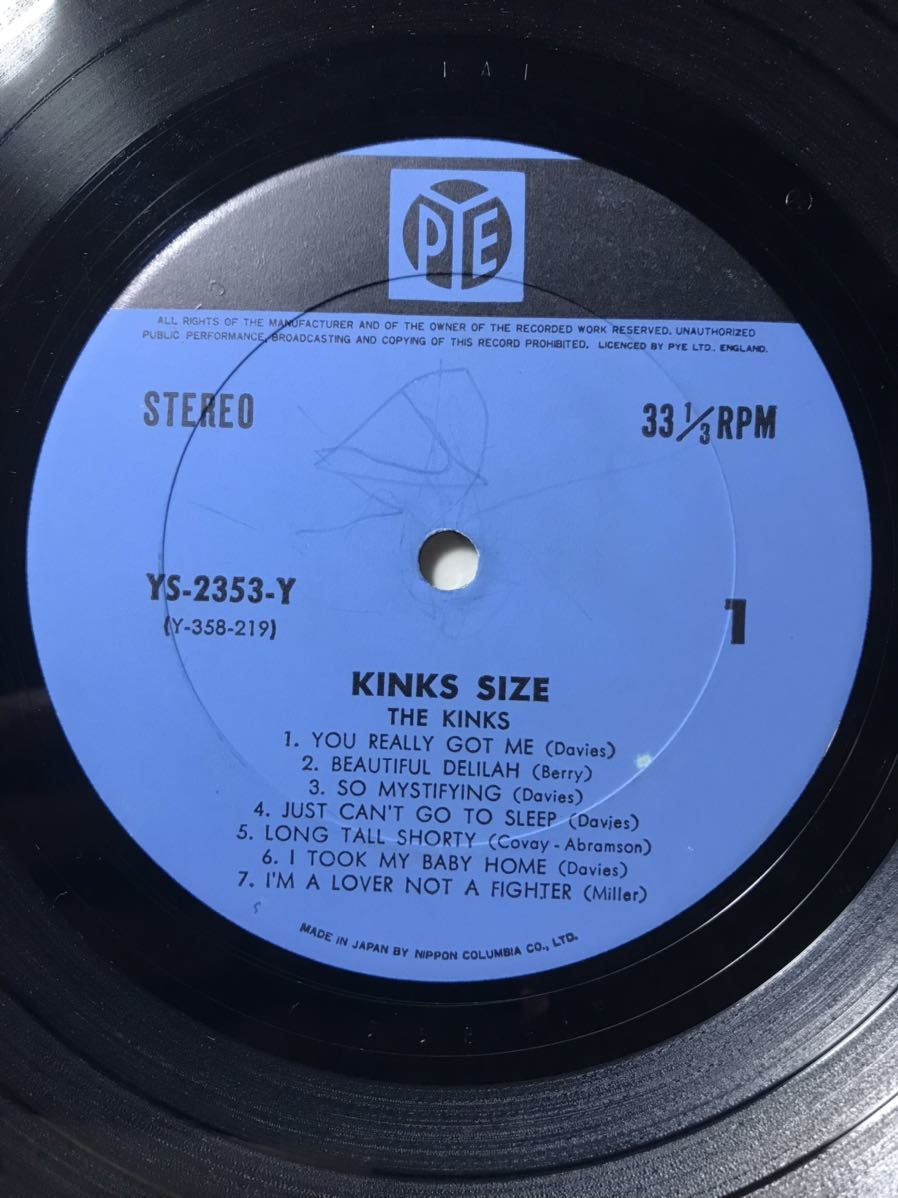 1 A 1
PYE
ALL RIGHTS OF THE MANUFACTURER AND OF THE OWNER OF THE RECORDED WORK RESERVED. UNAUTHORIZED
PUBLIC PERFORMANCE, BROADCASTING AND COPYING OF THIS RECORD PROHIBITED. LICENCED BY PYE LTD., ENGLAND.
STEREO
33 1/3 RPM
YS-2353-Y
(Y-358-219)
1
KINKS SIZE
THE KINKS
1. YOU REALLY GOT ME (Davies)
2. BEAUTIFUL DELILAH (Berry)
3. SO MYSTIFYING (Davies)
4. JUST CAN'T GO TO SLEEP (Davies)
5. LONG TALL SHORTY (Covay-Abramson)
6. I TOOK MY BABY HOME (Davies)
7. I'M A LOVER NOT A FIGHTER (Miller)
MADE IN JAPAN BY NIPPON COLUMBIA CO., LTD.